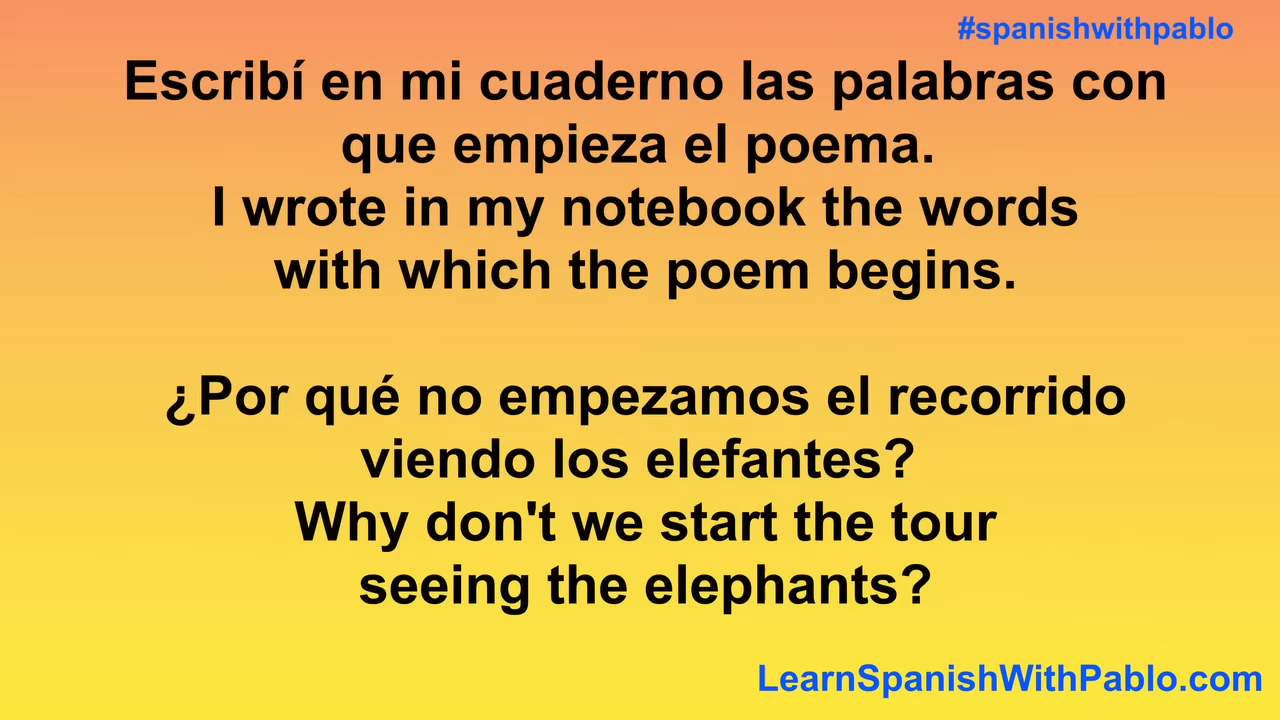 #spanishwithpablo
Escribí en mi cuaderno las palabras con
que empieza el poema.
I wrote in my notebook the words
with which the poem begins.
¿Por qué no empezamos el recorrido
viendo los elefantes?
Why don't we start the tour
seeing the elephants?
LearnSpanishWithPablo.com